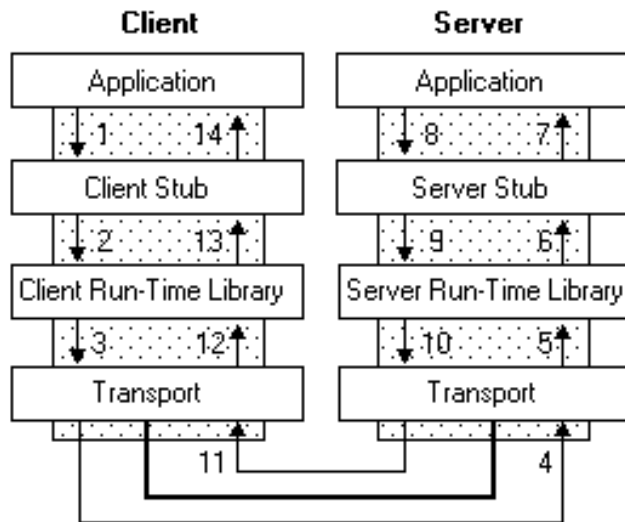 Client Server
Application Application
1 14 8 7
Client Stub Server Stub
2 13 9 6
Client Run-Time Library Server Run-Time Library
3 12 10 5
Transport Transport
11 4